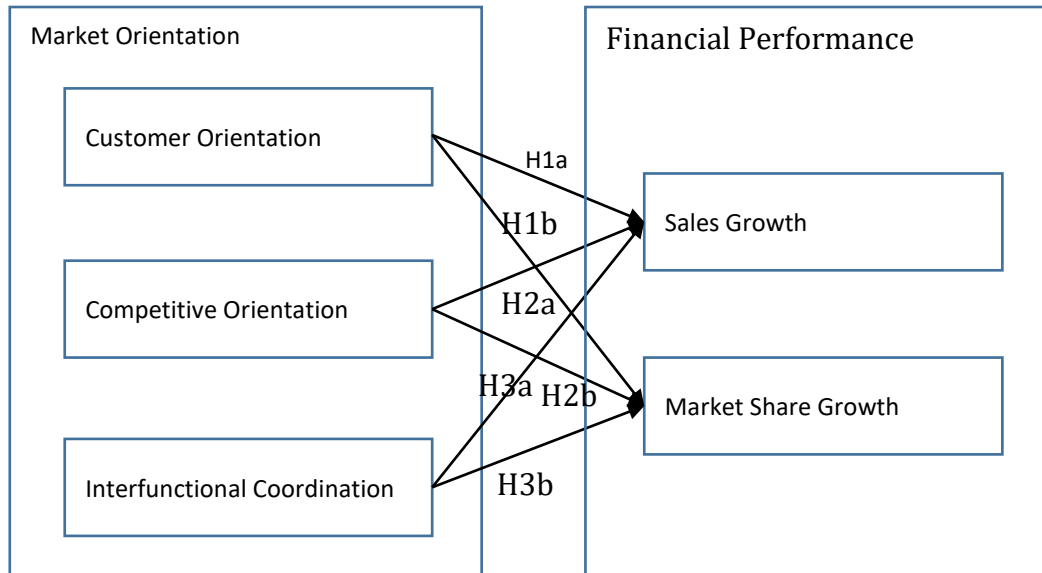 Market Orientation
Financial Performance
Customer Orientation
H1a
Sales Growth
H1b
Competitive Orientation
H2a
H3a
H2b
Market Share Growth
Interfunctional Coordination
H3b